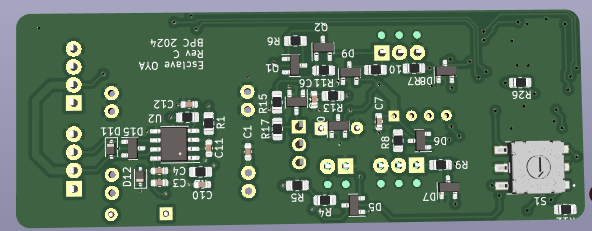 Esclave OYA
Rev C
BPC 2024
Q2
R6
D9
Q1
R11
C6
D8
R7
R26
C12
U2
R1
R15
R13
C7
R17
D11
D15
C11
C1
R8
D6
D12
C4
C3
C10
R9
R5
R4
D5
D7
S1